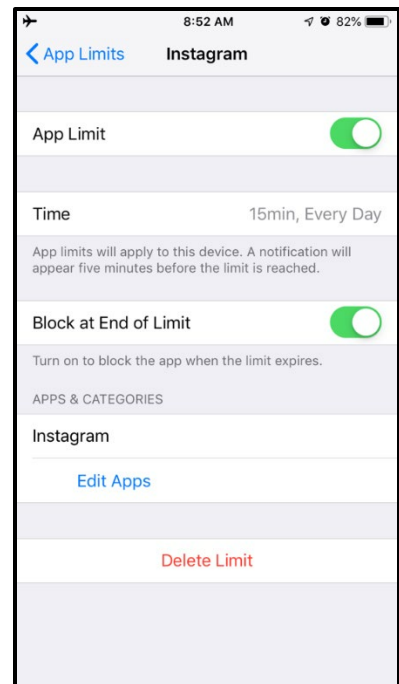 8:52 AM 82%
App Limits Instagram
App Limit
Time 15min, Every Day
App limits will apply to this device. A notification will
appear five minutes before the limit is reached.
Block at End of Limit
Turn on to block the app when the limit expires.
APPS & CATEGORIES
Instagram
Edit Apps
Delete Limit